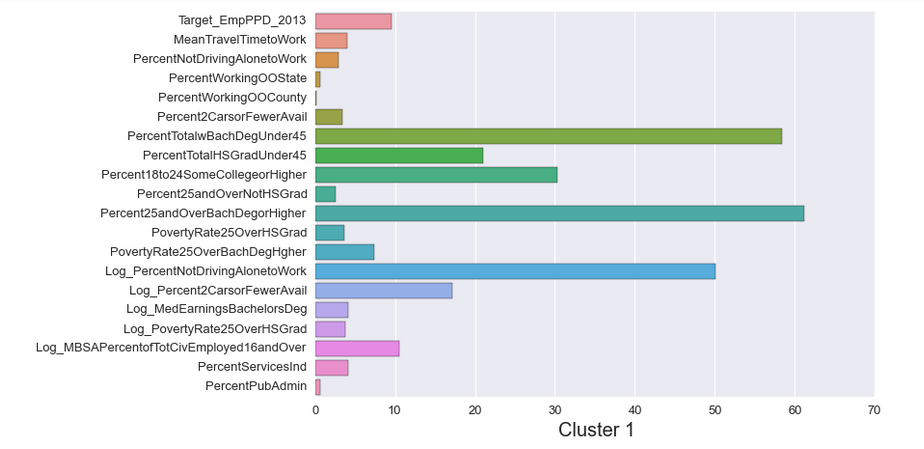 Target_EmpPPD_2013
MeanTravelTimetoWork
PercentNotDrivingAlonetoWork
PercentWorkingOOState
PercentWorkingOOCounty
Percent2CarsorFewerAvail
PercentTotalwBachDegUnder45
PercentTotalHSGradUnder45
Percent18to24SomeCollegeorHigher
Percent25andOverNotHSGrad
Percent25andOverBachDegorHigher
PovertyRate25OverHSGrad
PovertyRate25OverBachDegHgher
Log_PercentNotDrivingAlonetoWork
Log_Percent2CarsorFewerAvail
Log_MedEarningsBachelorsDeg
Log_PovertyRate25OverHSGrad
Log_MBSAPercentofTotCivEmployed16andOver
PercentServicesInd
PercentPubAdmin
0 10 20 30 40 50 60 70
Cluster 1